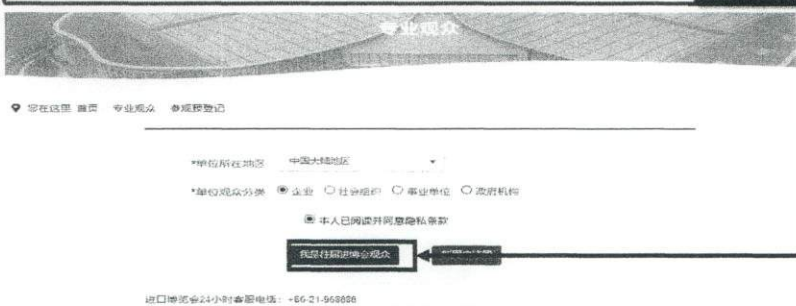 专业观众
您在这里 首页 专业观众 参观预登记
*单位所在地区 中国大陆地区
*单位观众分类 企业 社会组织 事业单位 政府机构
本人已阅读并同意隐私条款
我是往届进博会观众
进口博览会24小时客服电话：+86-21-968888